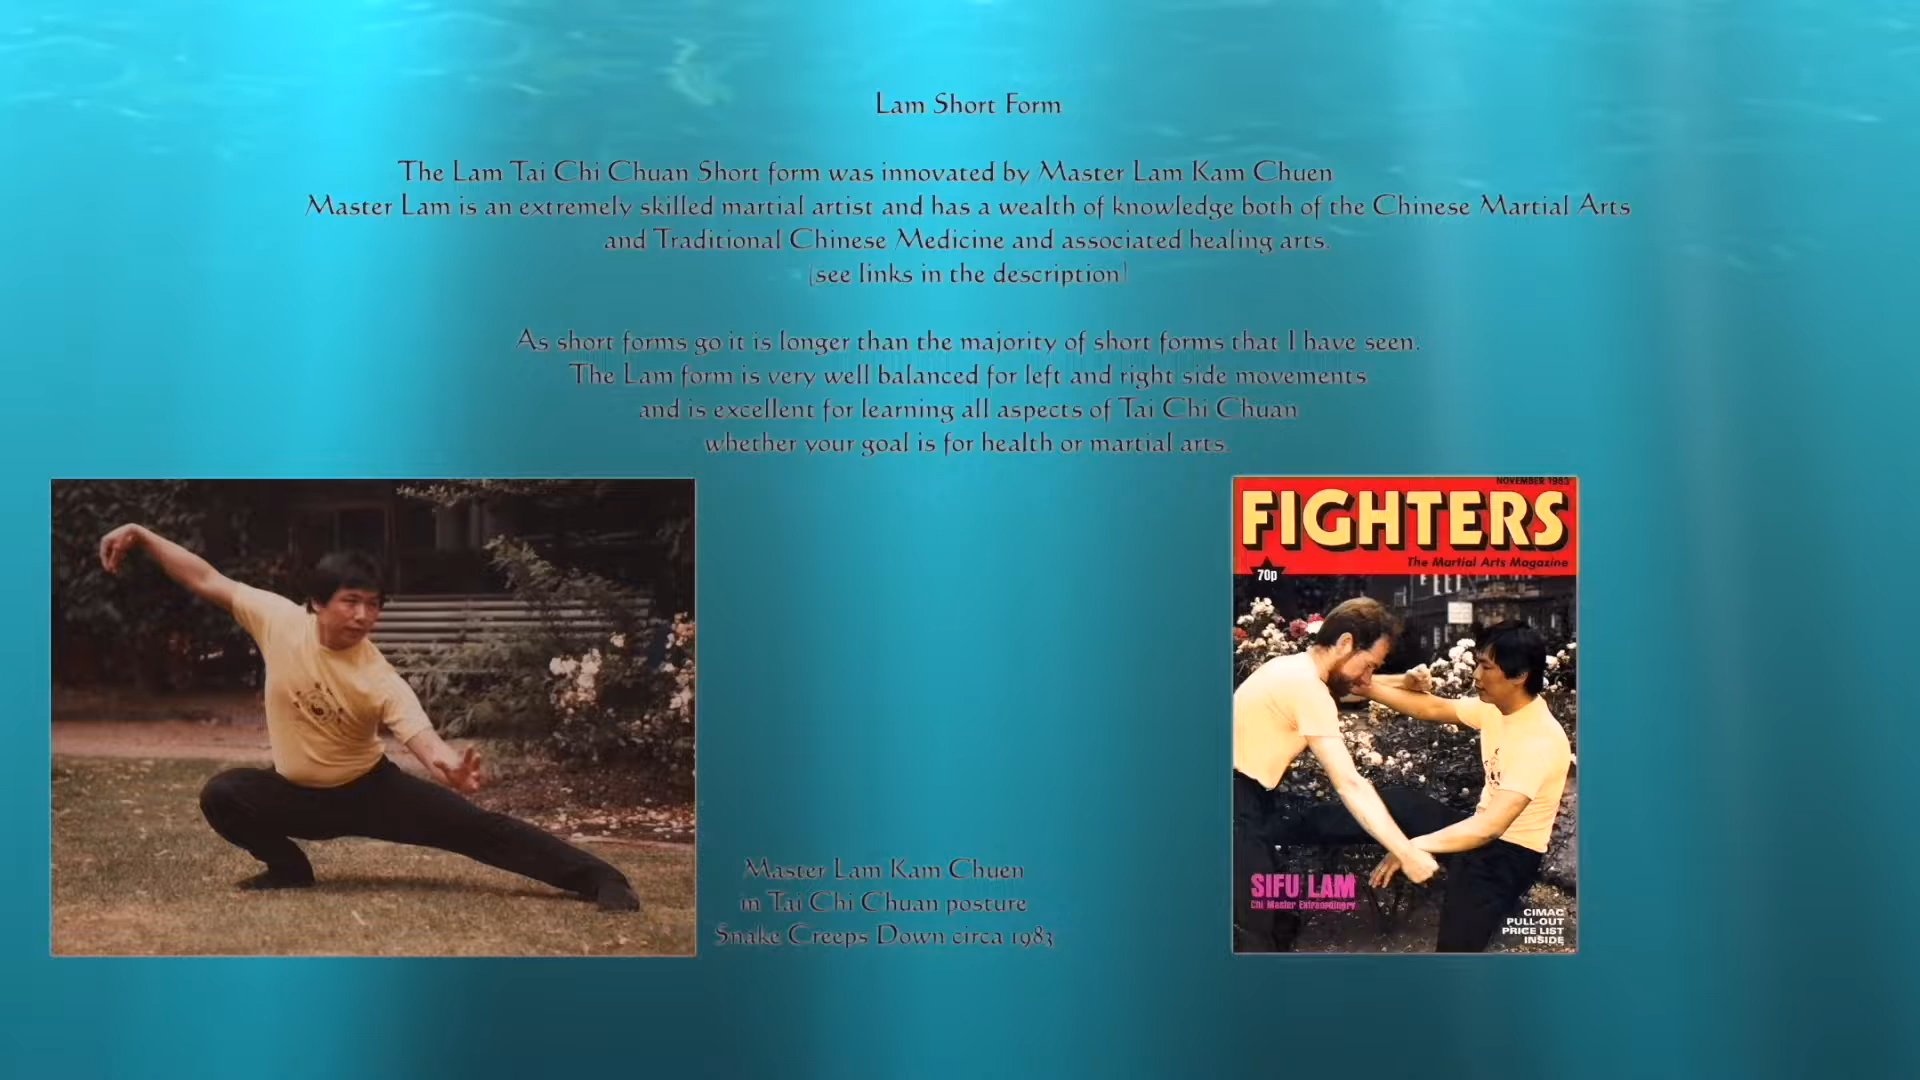 Lam Short Form
The Lam Tai Chi Chuan Short form was innovated by Master Lam Kam Chuen
Master Lam is an extremely skilled martial artist and has a wealth of knowledge both of the Chinese Martial Arts
and Traditional Chinese Medicine and associated healing arts.
(see links in the description)
As short forms go it is longer than the majority of short forms that I have seen.
The Lam form is very well balanced for left and right side movements
and is excellent for learning all aspects of Tai Chi Chuan
whether your goal is for health or martial arts.
Master Lam Kam Chuen
in Tai Chi Chuan posture
Snake Creeps Down circa 1983
NOVEMBER 1983
FIGHTERS
The Martial Arts Magazine
70p
SIFU LAM
Chi Master Extraordinary
CIMAC
PULL-OUT
PRICE LIST
INSIDE